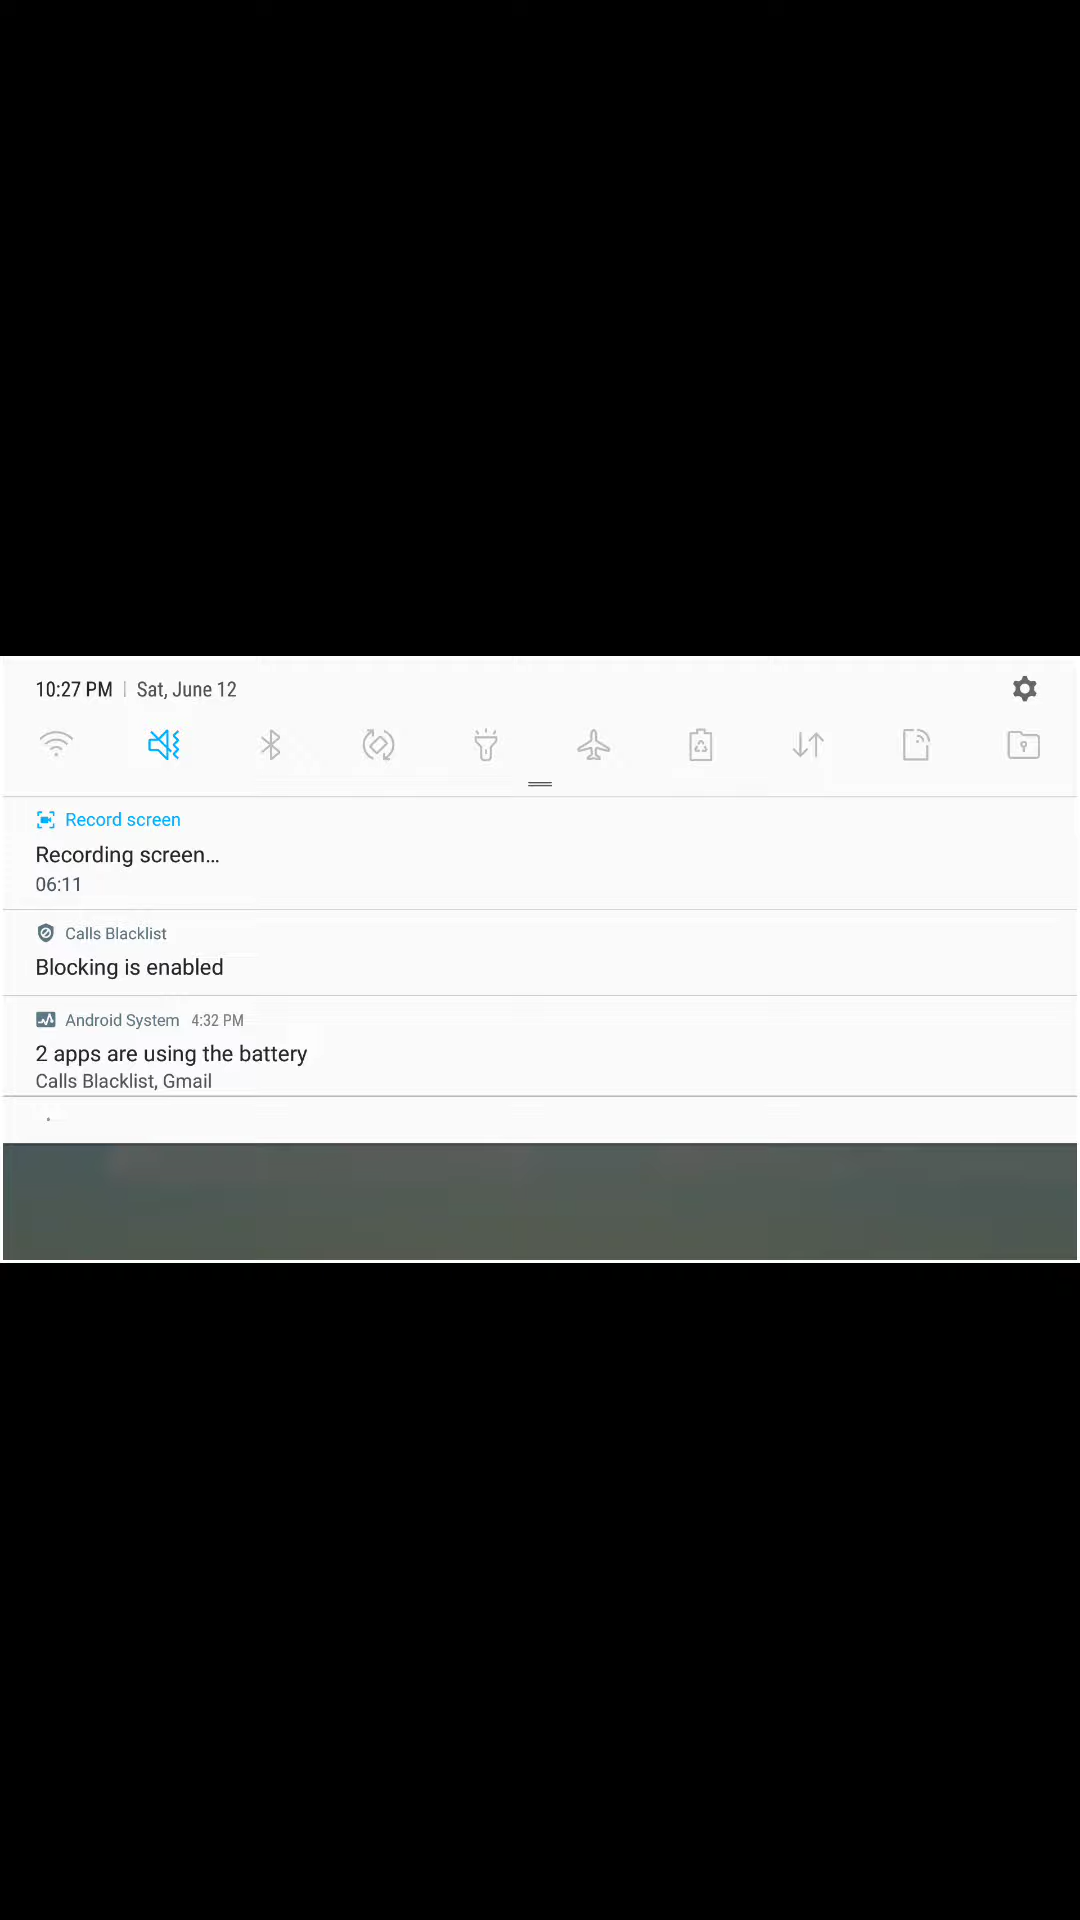 10:27 PM | Sat, June 12
Record screen
Recording screen...
06:11
Calls Blacklist
Blocking is enabled
Android System 4:32 PM
2 apps are using the battery
Calls Blacklist, Gmail